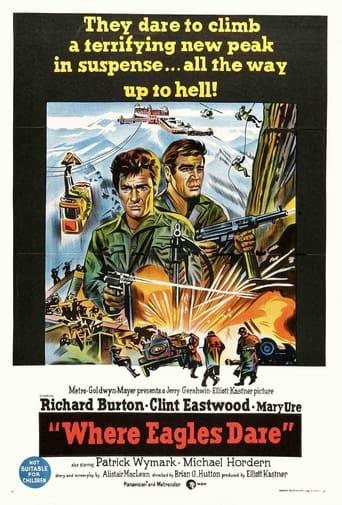 They dare to climb
a terrifying new peak
in suspense...all the way
up to hell!
Metro-Goldwyn-Mayer presents a Jerry Gershwin-Elliott Kastner picture
STARRING
Richard Burton · Clint Eastwood · Mary Ure
"Where Eagles Dare"
also starring Patrick Wymark · Michael Hordern
story and screenplay by Alistair MacLean directed by Brian G. Hutton produced by Elliott Kastner
Panavision and Metrocolor MGM
NOT
SUITABLE
FOR
CHILDREN